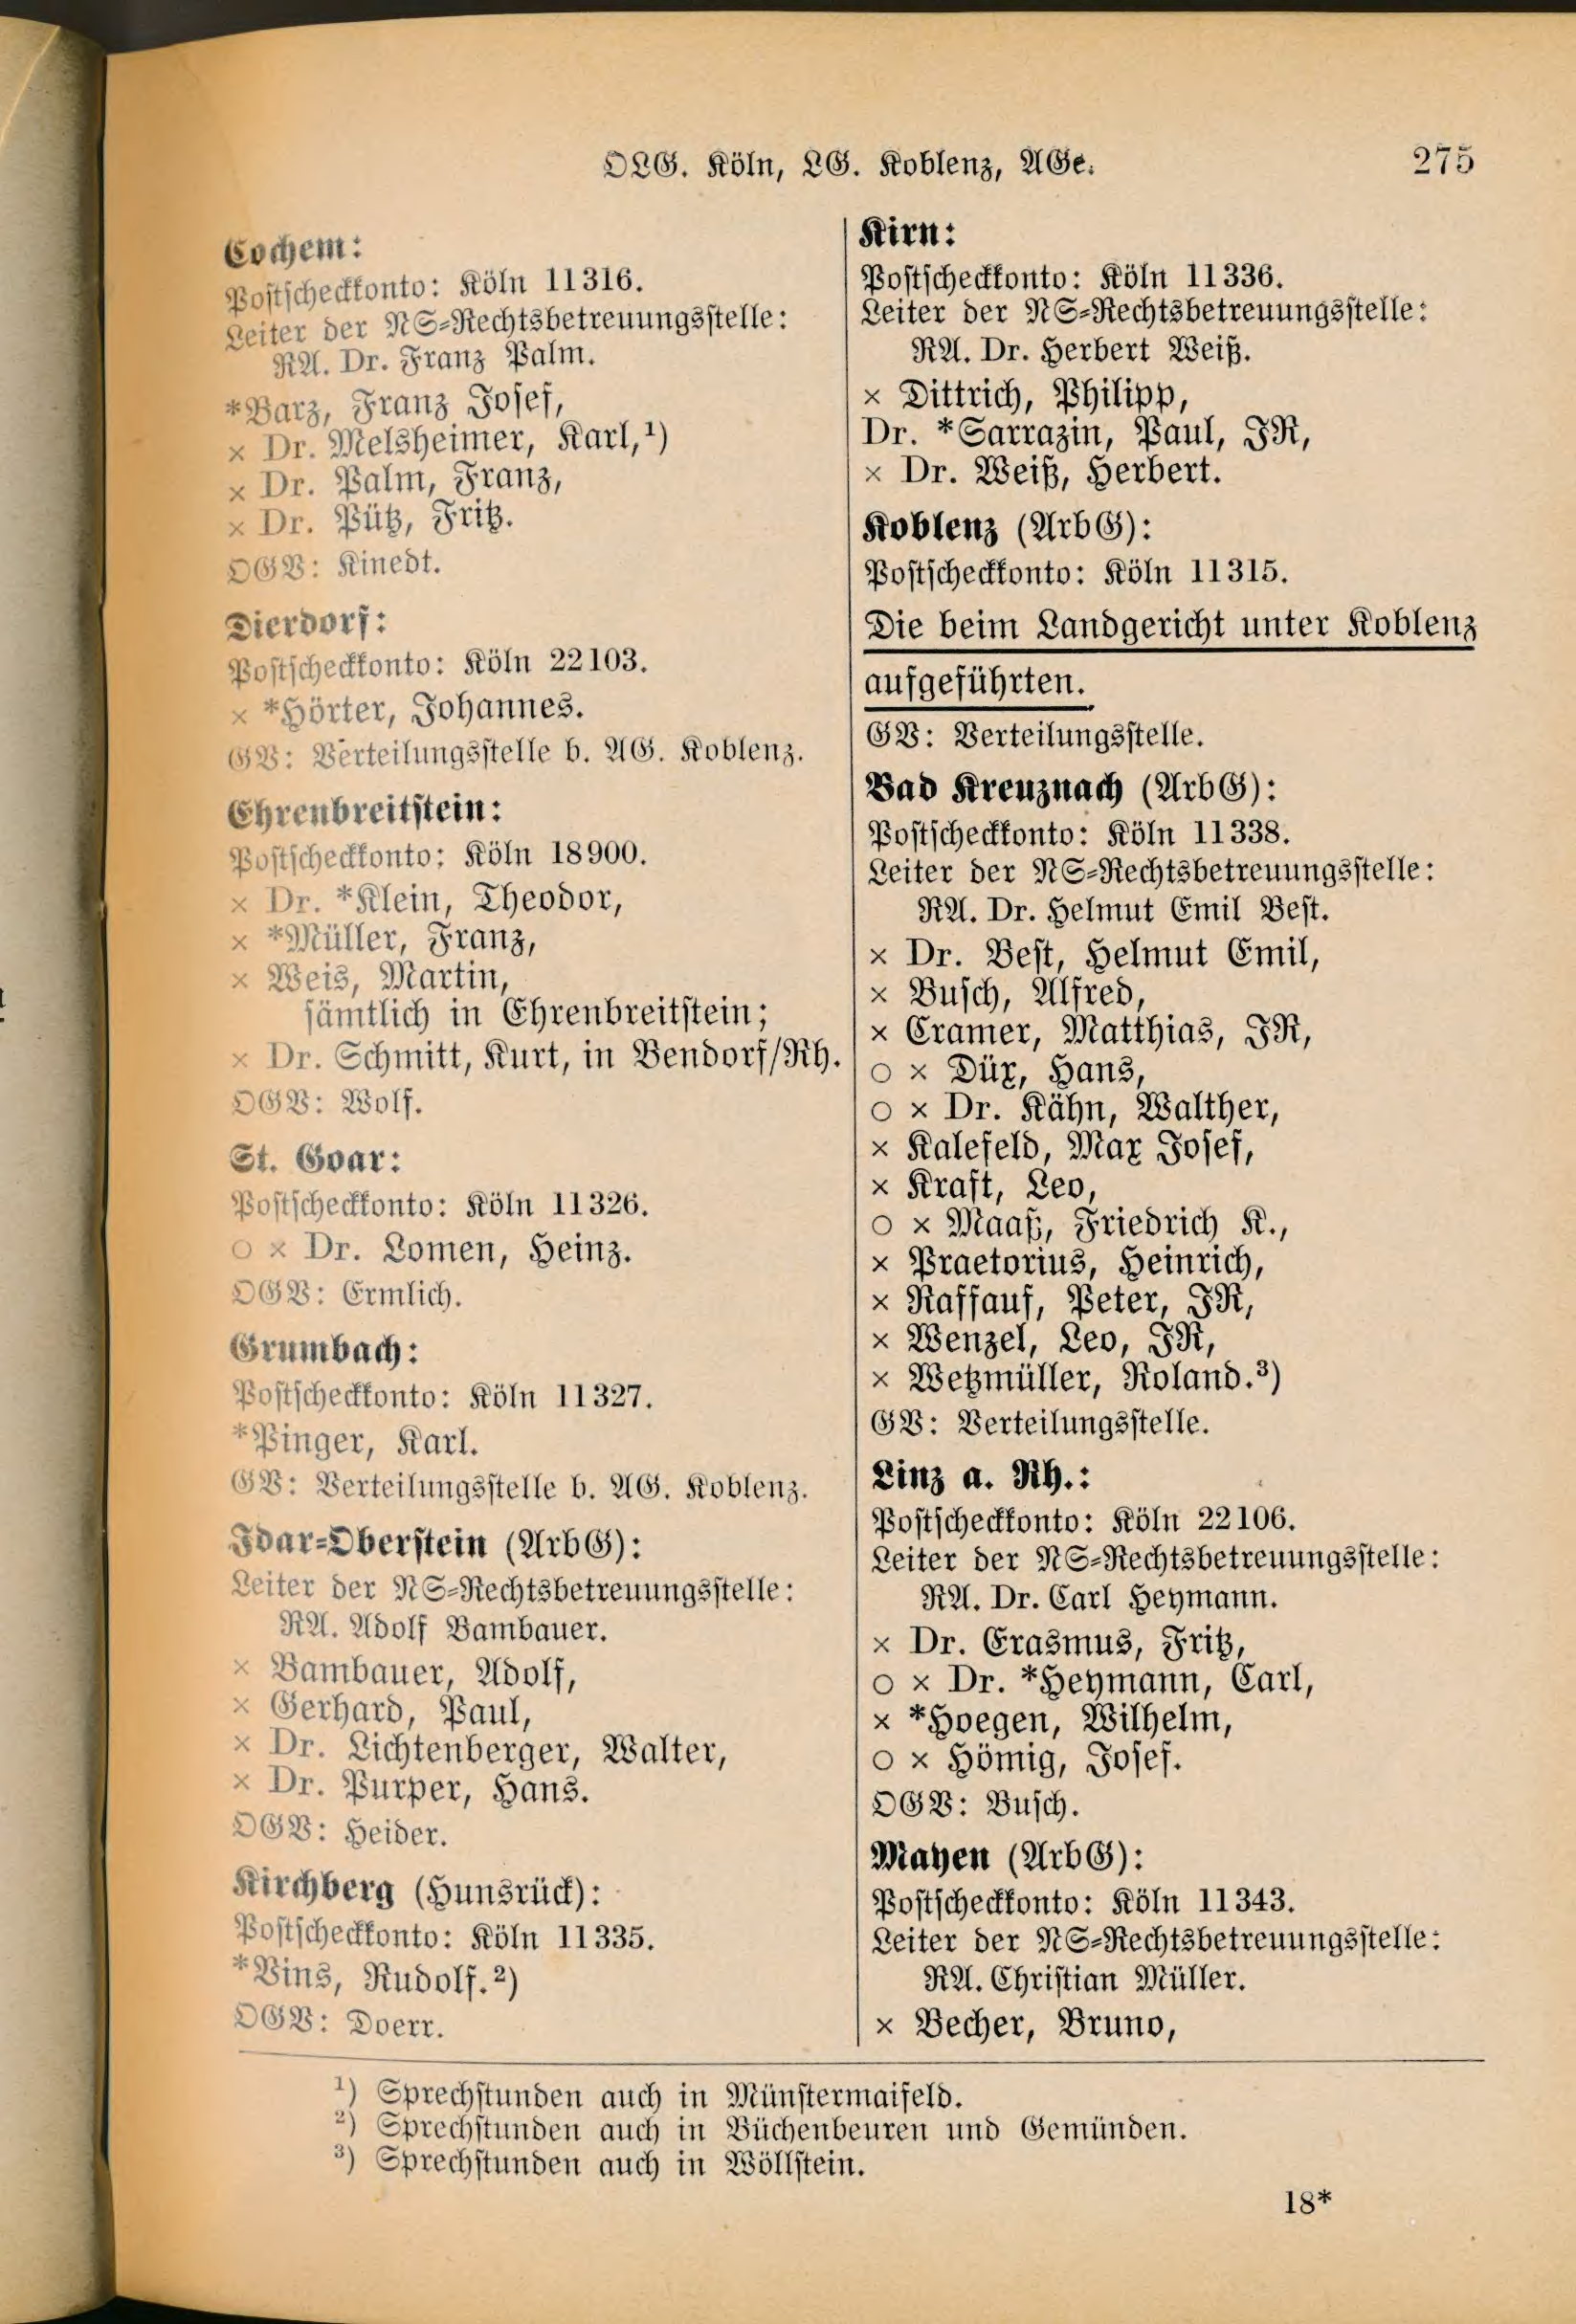 OLG. Köln, LG. Koblenz, AGe.
275
Cochem:
Postscheckkonto: Köln 11316.
Leiter der NS-Rechtsbetreuungsstelle:
RA. Dr. Franz Palm.
*Barz, Franz Josef,
× Dr. Melsheimer, Karl,¹)
× Dr. Palm, Franz,
× Dr. Pütz, Fritz.
OGV: Kinedt.
Dierdorf:
Postscheckkonto: Köln 22103.
× *Hörter, Johannes.
GV: Verteilungsstelle b. AG. Koblenz.
Ehrenbreitstein:
Postscheckkonto: Köln 18900.
× Dr. *Klein, Theodor,
× *Müller, Franz,
× Weis, Martin,
sämtlich in Ehrenbreitstein;
× Dr. Schmitt, Kurt, in Bendorf/Rh.
OGV: Wolf.
St. Goar:
Postscheckkonto: Köln 11326.
○ × Dr. Lomen, Heinz.
OGV: Ermlich.
Grumbach:
Postscheckkonto: Köln 11327.
*Pinger, Karl.
GV: Verteilungsstelle b. AG. Koblenz.
Idar-Oberstein (ArbG):
Leiter der NS-Rechtsbetreuungsstelle:
RA. Adolf Bambauer.
× Bambauer, Adolf,
× Gerhard, Paul,
× Dr. Lichtenberger, Walter,
× Dr. Purper, Hans.
OGV: Heider.
Kirchberg (Hunsrück):
Postscheckkonto: Köln 11335.
*Bins, Rudolf.²)
OGV: Doerr.
Kirn:
Postscheckkonto: Köln 11336.
Leiter der NS-Rechtsbetreuungsstelle:
RA. Dr. Herbert Weiß.
× Dittrich, Philipp,
Dr. *Sarrazin, Paul, JR,
× Dr. Weiß, Herbert.
Koblenz (ArbG):
Postscheckkonto: Köln 11315.
Die beim Landgericht unter Koblenz
aufgeführten.
GV: Verteilungsstelle.
Bad Kreuznach (ArbG):
Postscheckkonto: Köln 11338.
Leiter der NS-Rechtsbetreuungsstelle:
RA. Dr. Helmut Emil Best.
× Dr. Best, Helmut Emil,
× Busch, Alfred,
× Cramer, Matthias, JR,
○ × Dür, Hans,
○ × Dr. Kähn, Walther,
× Kalefeld, Max Josef,
× Kraft, Leo,
○ × Maaß, Friedrich K.,
× Praetorius, Heinrich,
× Raffauf, Peter, JR,
× Wenzel, Leo, JR,
× Wetzmüller, Roland.³)
GV: Verteilungsstelle.
Linz a. Rh.:
Postscheckkonto: Köln 22106.
Leiter der NS-Rechtsbetreuungsstelle:
RA. Dr. Carl Heymann.
× Dr. Erasmus, Fritz,
○ × Dr. *Heymann, Carl,
× *Hoegen, Wilhelm,
○ × Hömig, Josef.
OGV: Busch.
Mayen (ArbG):
Postscheckkonto: Köln 11343.
Leiter der NS-Rechtsbetreuungsstelle:
RA. Christian Müller.
× Becher, Bruno,
¹) Sprechstunden auch in Münstermaifeld.
²) Sprechstunden auch in Büchenbeuren und Gemünden.
³) Sprechstunden auch in Wöllstein.
18*